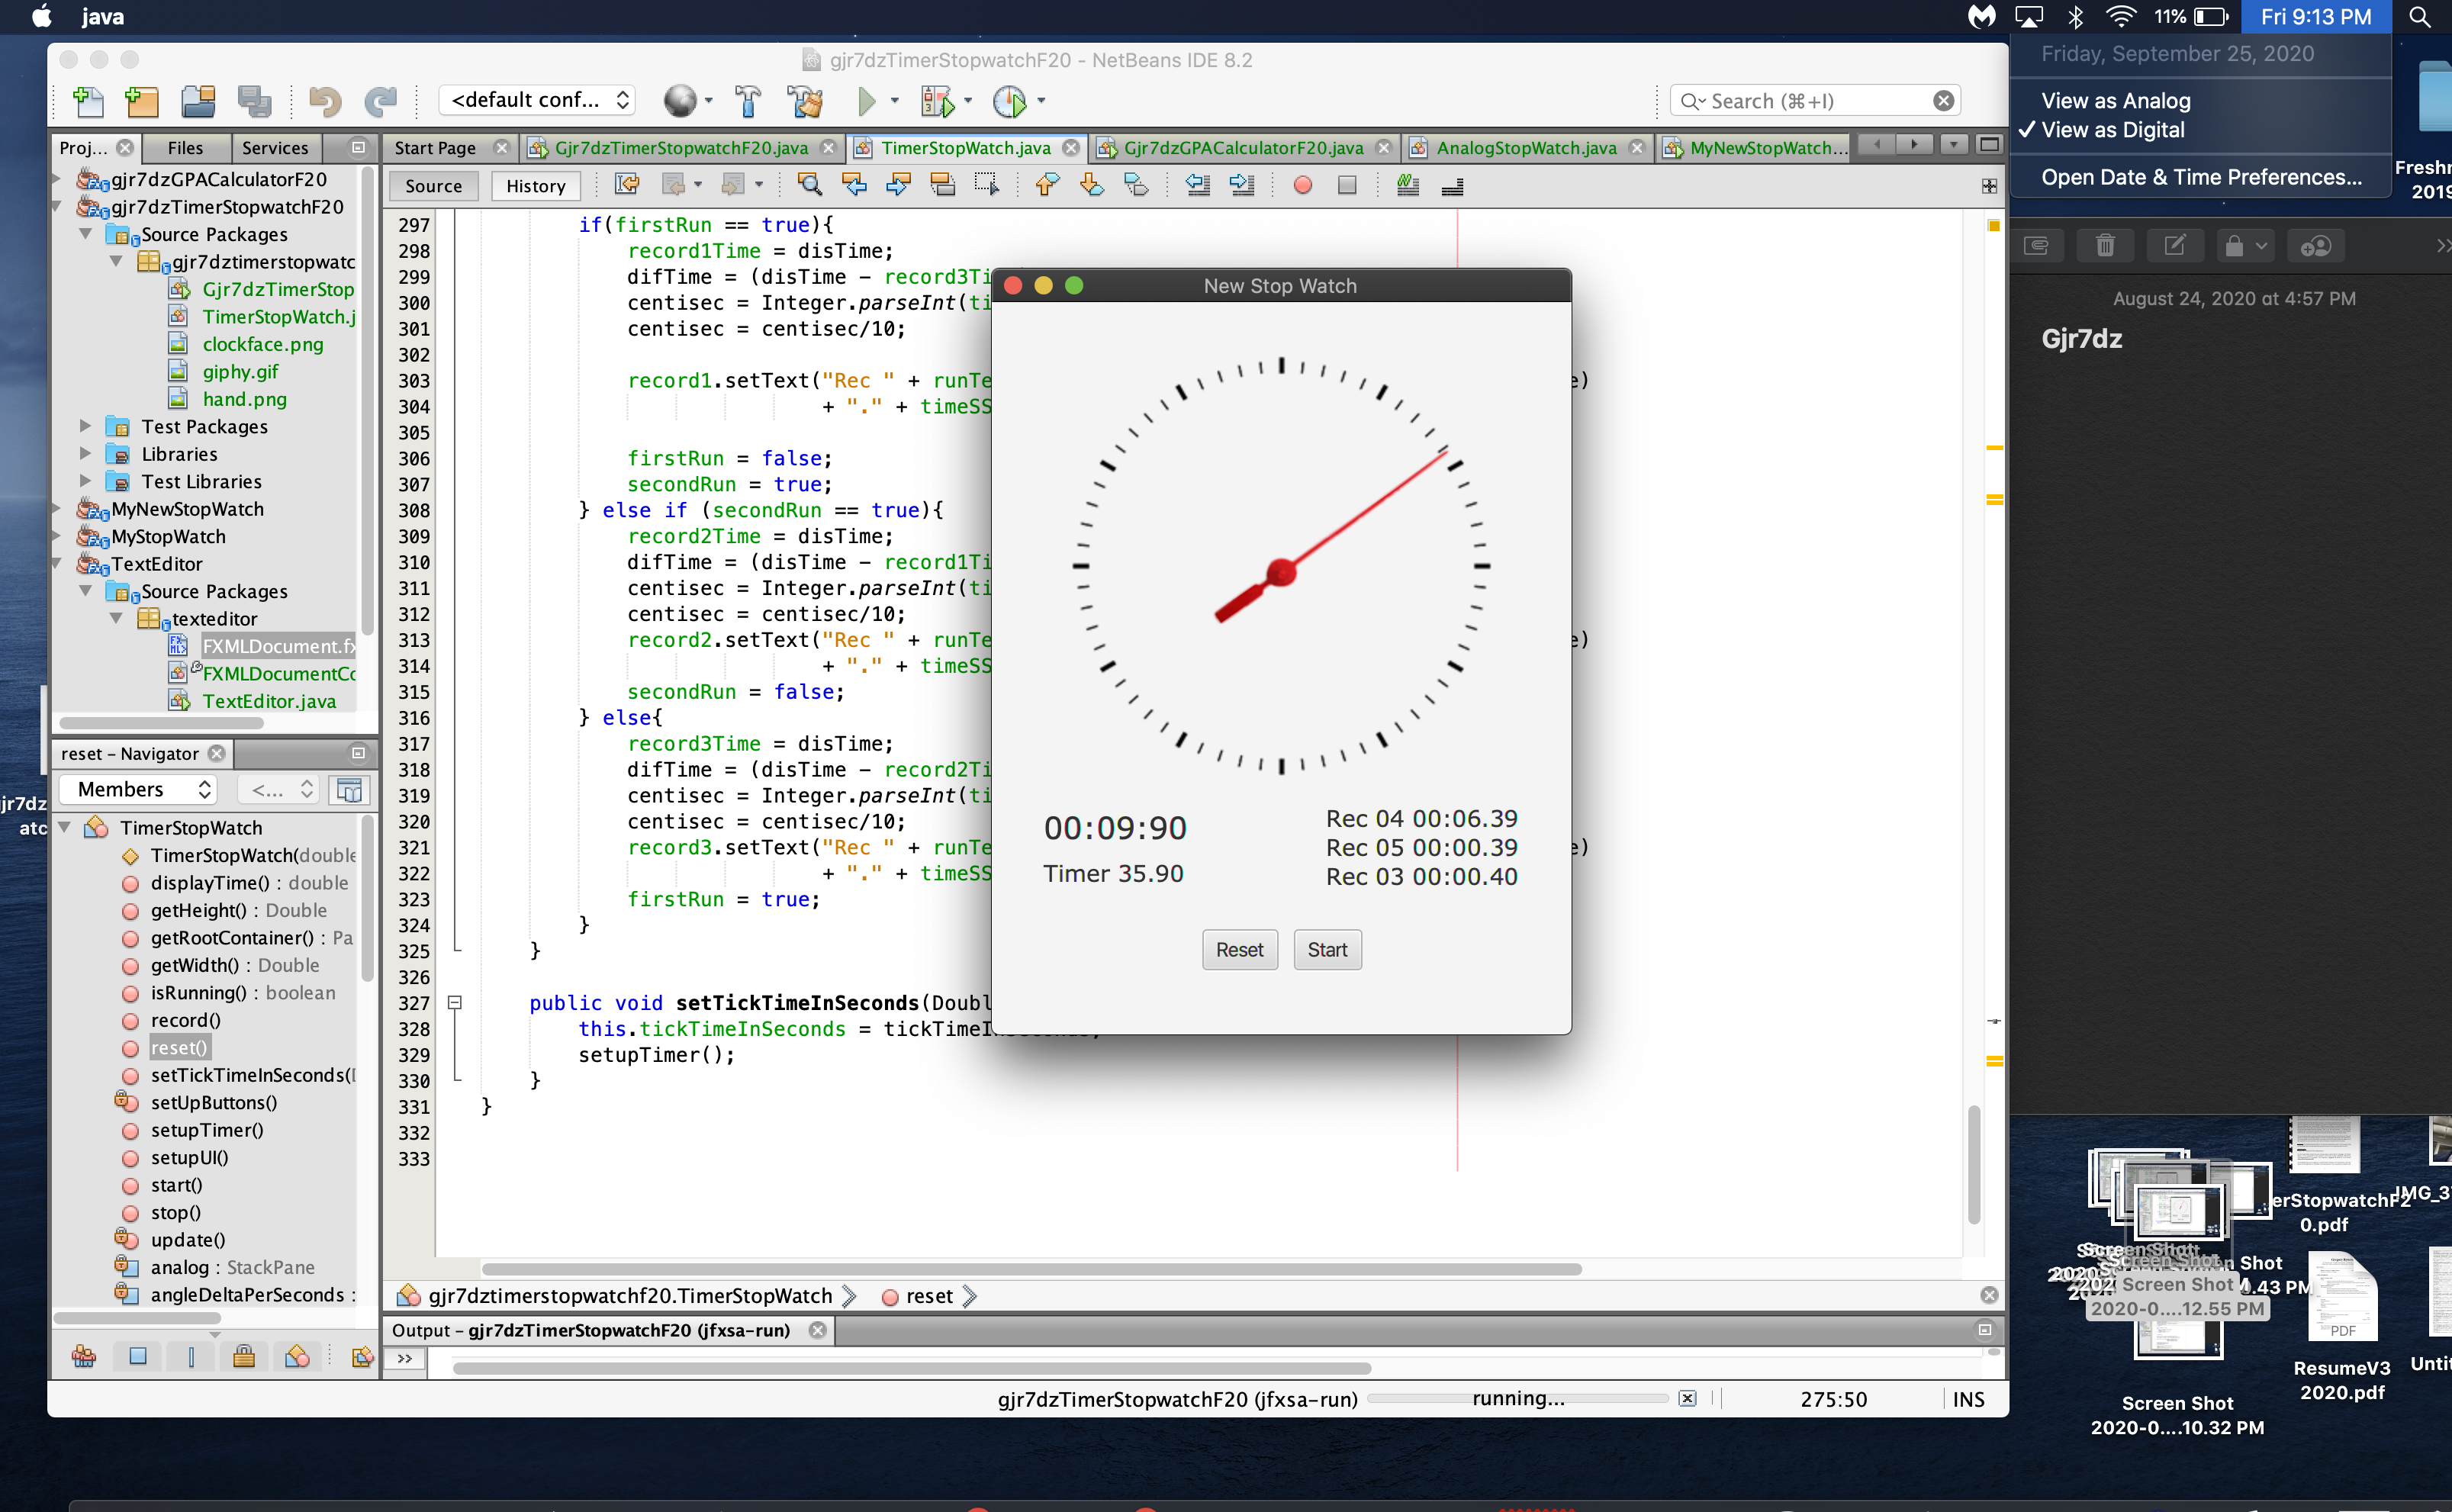 java
11%
Fri 9:13 PM
gjr7dzTimerStopwatchF20 - NetBeans IDE 8.2
Friday, September 25, 2020
View as Analog
✓ View as Digital
Open Date & Time Preferences...
<default conf...
Search (⌘+I)
Proj...
Files
Services
Start Page
Gjr7dzTimerStopwatchF20.java
TimerStopWatch.java
Gjr7dzGPACalculatorF20.java
AnalogStopWatch.java
MyNewStopWatch...
Source
History
gjr7dzGPACalculatorF20
gjr7dzTimerStopwatchF20
Source Packages
gjr7dztimerstopwatc
Gjr7dzTimerStop
TimerStopWatch.j
clockface.png
giphy.gif
hand.png
Test Packages
Libraries
Test Libraries
MyNewStopWatch
MyStopWatch
TextEditor
Source Packages
texteditor
FXMLDocument.fx
FXMLDocumentCo
TextEditor.java
reset - Navigator
Members
<...
TimerStopWatch
TimerStopWatch(double
displayTime() : double
getHeight() : Double
getRootContainer() : Pa
getWidth() : Double
isRunning() : boolean
record()
reset()
setTickTimeInSeconds(
setUpButtons()
setupTimer()
setupUI()
start()
stop()
update()
analog : StackPane
angleDeltaPerSeconds :
297 if(firstRun == true){
298 record1Time = disTime;
299 difTime = (disTime - record3Ti
300 centisec = Integer.parseInt(ti
301 centisec = centisec/10;
302
303 record1.setText("Rec " + runTe e)
304 + "." + timeSS
305
306 firstRun = false;
307 secondRun = true;
308 } else if (secondRun == true){
309 record2Time = disTime;
310 difTime = (disTime - record1Ti
311 centisec = Integer.parseInt(ti
312 centisec = centisec/10;
313 record2.setText("Rec " + runTe e)
314 + "." + timeSS
315 secondRun = false;
316 } else{
317 record3Time = disTime;
318 difTime = (disTime - record2Ti
319 centisec = Integer.parseInt(ti
320 centisec = centisec/10;
321 record3.setText("Rec " + runTe e)
322 + "." + timeSS
323 firstRun = true;
324 }
325 }
326
327 public void setTickTimeInSeconds(Doubl
328 this.tickTimeInSeconds = tickTimeInSeconds;
329 setupTimer();
330 }
331 }
332
333
New Stop Watch
00:09:90
Timer 35.90
Rec 04 00:06.39
Rec 05 00:00.39
Rec 03 00:00.40
Reset
Start
gjr7dztimerstopwatchf20.TimerStopWatch
reset
Output - gjr7dzTimerStopwatchF20 (jfxsa-run)
>>
gjr7dzTimerStopwatchF20 (jfxsa-run)
running...
275:50
INS
August 24, 2020 at 4:57 PM
Gjr7dz
Freshr
2019
jr7dz
atc
erStopwatchF2
0.pdf
IMG_3
Screen Shot
2020-0....12.55 PM
PDF
ResumeV3
2020.pdf
Unti
Screen Shot
2020-0....10.32 PM